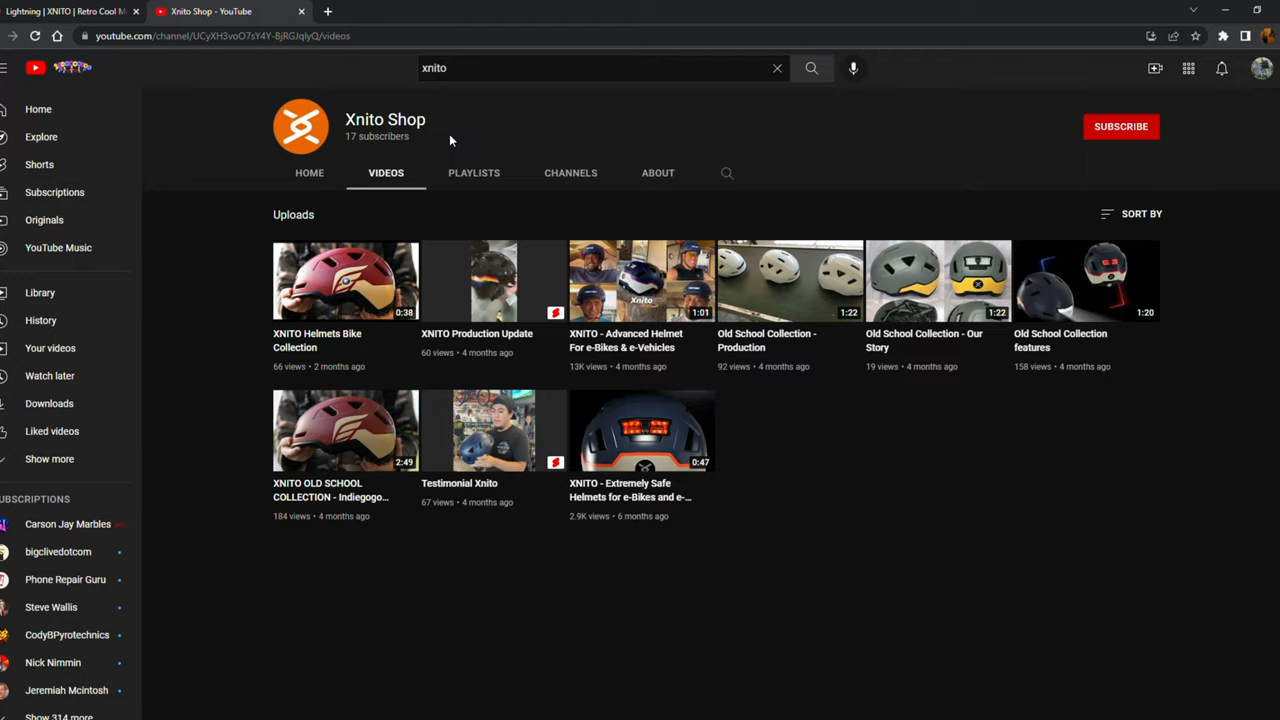 Lightning | XNITO | Retro Cool M
Xnito Shop - YouTube
youtube.com/channel/UCyXH3voO7sY4Y-BjRGJqlyQ/videos
xnito
Home
Explore
Shorts
Subscriptions
Originals
YouTube Music
Library
History
Your videos
Watch later
Downloads
Liked videos
Show more
SUBSCRIPTIONS
Carson Jay Marbles
bigclivedotcom
Phone Repair Guru
Steve Wallis
CodyBPyrotechnics
Nick Nimmin
Jeremiah Mcintosh
Show 314 more
Xnito Shop
17 subscribers
SUBSCRIBE
HOME VIDEOS PLAYLISTS CHANNELS ABOUT
Uploads
SORT BY
0:38
XNITO Helmets Bike
Collection
66 views • 2 months ago
XNITO Production Update
60 views • 4 months ago
Xnito
1:01
XNITO - Advanced Helmet
For e-Bikes & e-Vehicles
13K views • 4 months ago
1:22
Old School Collection -
Production
92 views • 4 months ago
1:22
Old School Collection - Our
Story
19 views • 4 months ago
1:20
Old School Collection
features
158 views • 4 months ago
2:49
XNITO OLD SCHOOL
COLLECTION - Indiegogo...
184 views • 4 months ago
Testimonial Xnito
67 views • 4 months ago
0:47
XNITO - Extremely Safe
Helmets for e-Bikes and e-...
2.9K views • 6 months ago